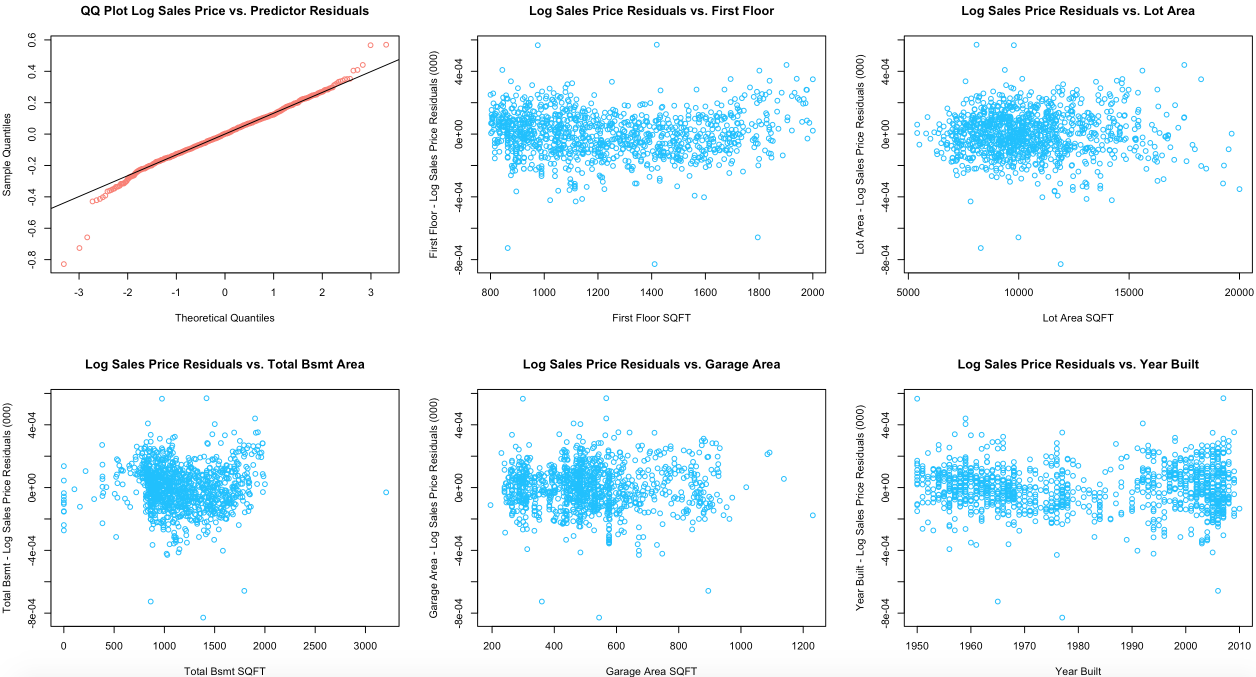 QQ Plot Log Sales Price vs. Predictor Residuals
Sample Quantiles
0.6
0.4
0.2
0.0
-0.2
-0.4
-0.6
-0.8
-3 -2 -1 0 1 2 3
Theoretical Quantiles
Log Sales Price Residuals vs. First Floor
First Floor - Log Sales Price Residuals (000)
4e+04
0e+00
-4e+04
-8e+04
800 1000 1200 1400 1600 1800 2000
First Floor SQFT
Log Sales Price Residuals vs. Lot Area
Lot Area - Log Sales Price Residuals (000)
4e+04
0e+00
-4e+04
-8e+04
5000 10000 15000 20000
Lot Area SQFT
Log Sales Price Residuals vs. Total Bsmt Area
Total Bsmt - Log Sales Price Residuals (000)
4e+04
0e+00
-4e+04
-8e+04
0 500 1000 1500 2000 2500 3000
Total Bsmt SQFT
Log Sales Price Residuals vs. Garage Area
Garage Area - Log Sales Price Residuals (000)
4e+04
0e+00
-4e+04
-8e+04
200 400 600 800 1000 1200
Garage Area SQFT
Log Sales Price Residuals vs. Year Built
Year Built - Log Sales Price Residuals (000)
4e+04
0e+00
-4e+04
-8e+04
1950 1960 1970 1980 1990 2000 2010
Year Built